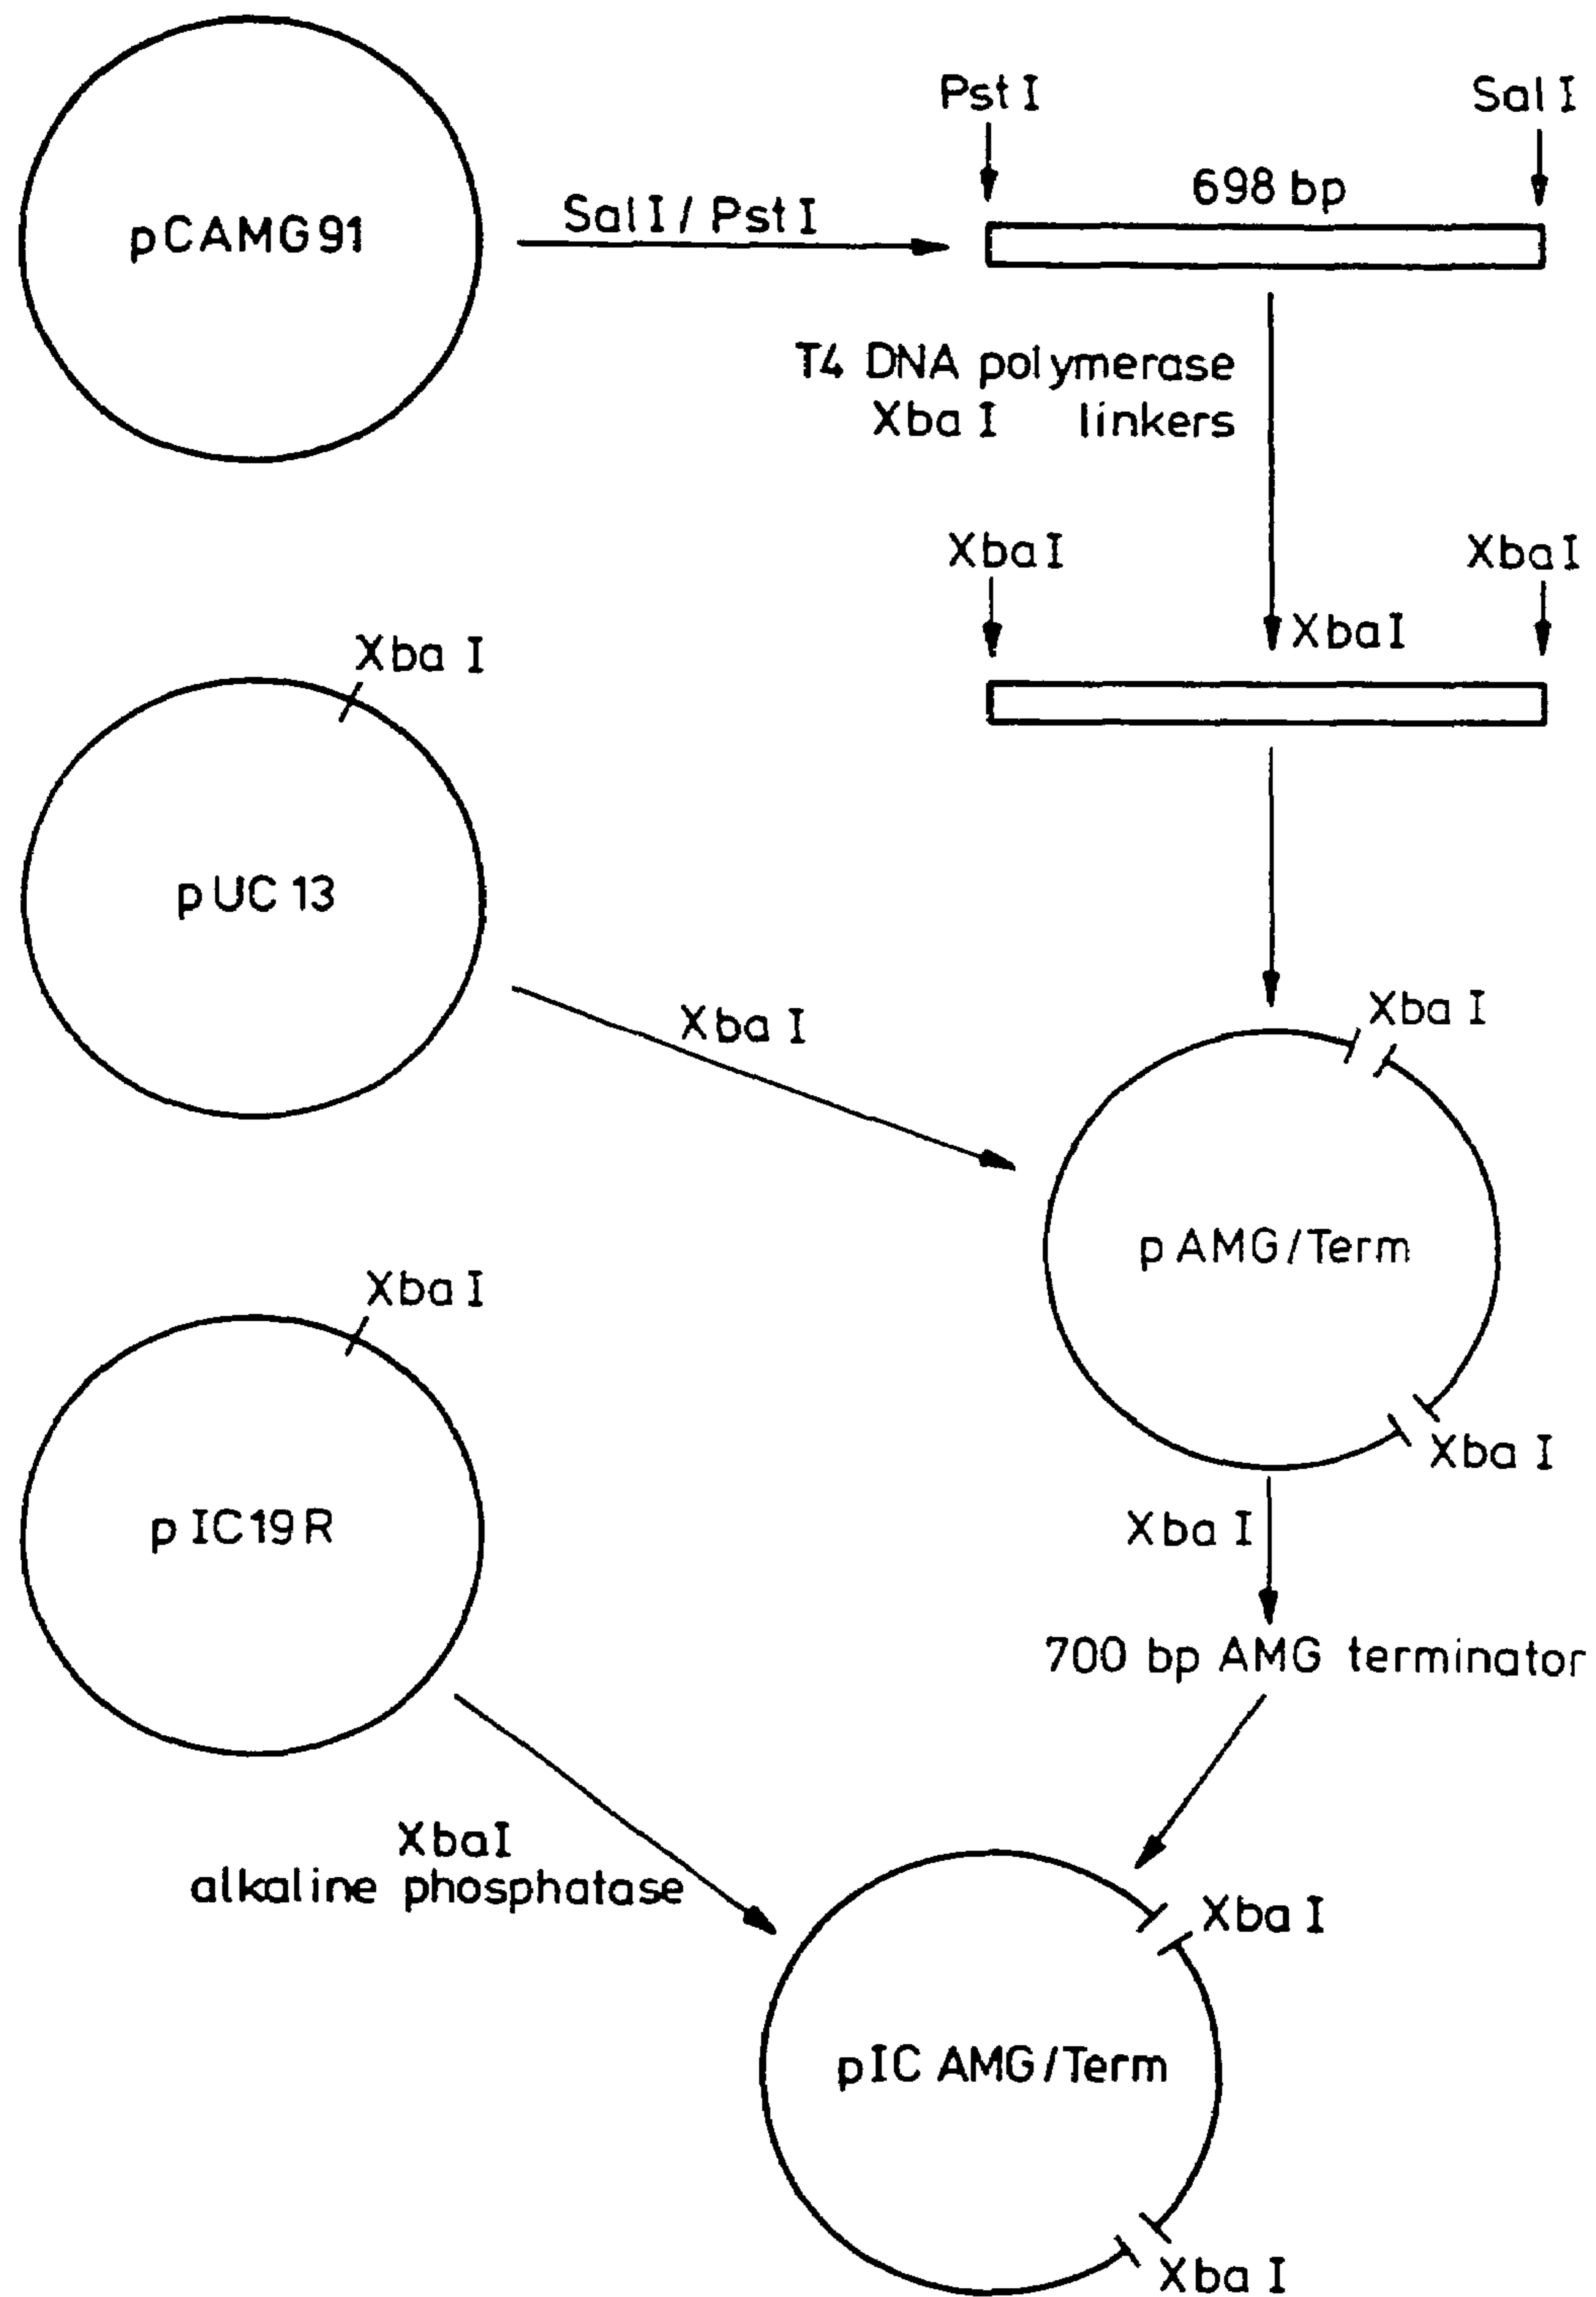 Pst I
Sal I
698 bp
pCAMG91
Sal I / Pst I
T4 DNA polymerase
Xba I linkers
Xba I
Xba I
Xba I
Xba I
pUC 13
Xba I
Xba I
pAMG/Term
Xba I
pIC19R
Xba I
Xba I
700 bp AMG terminator
XbaI
alkaline phosphatase
Xba I
pIC AMG/Term
Xba I